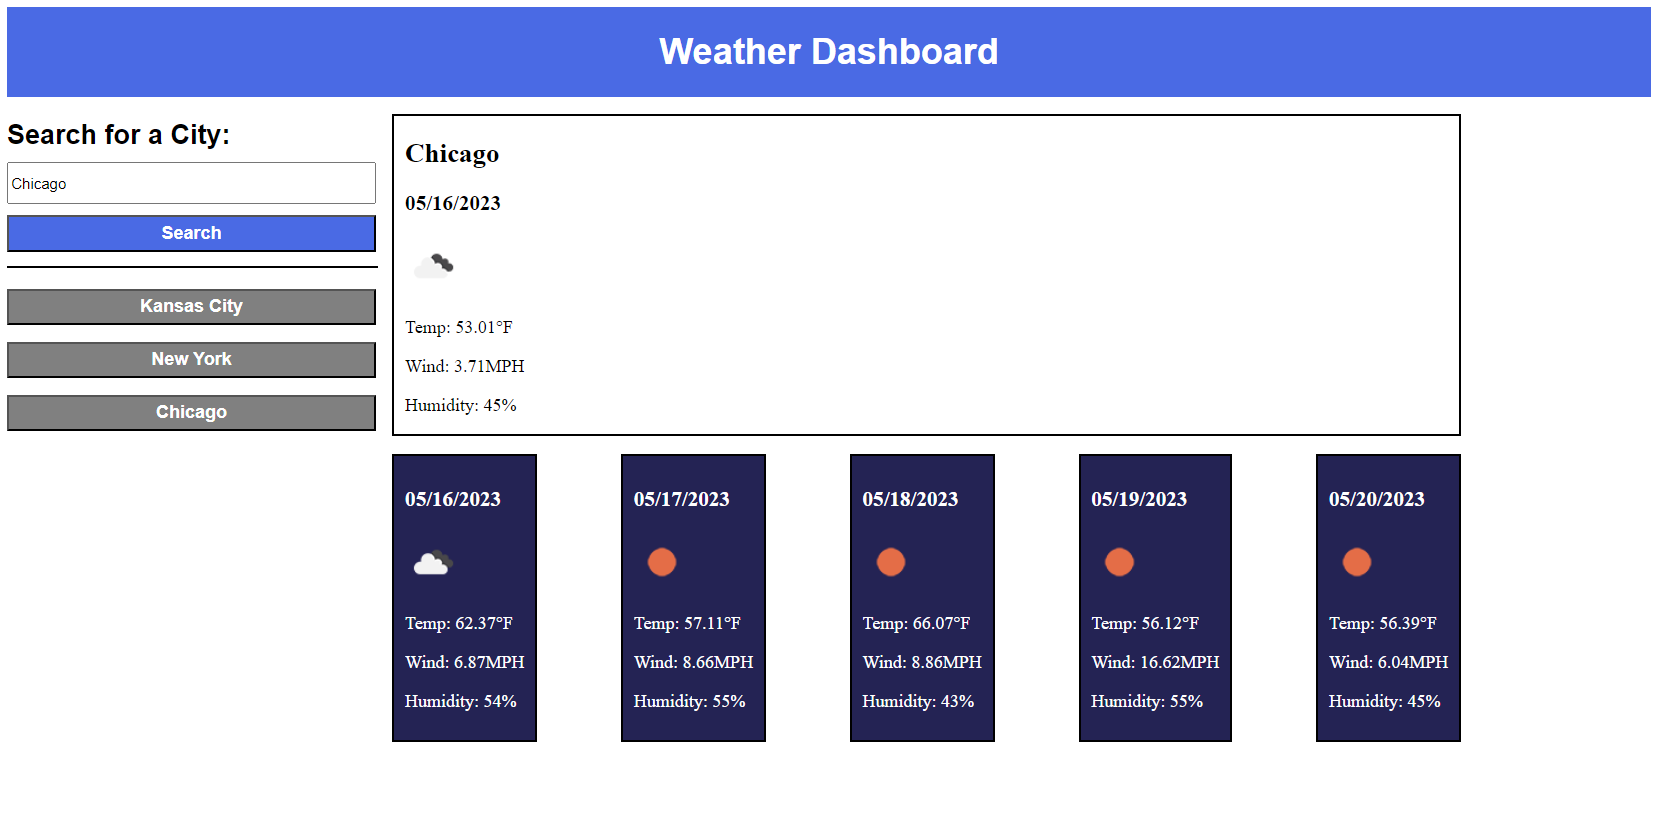 Weather Dashboard
Search for a City:
Chicago
Search
Kansas City
New York
Chicago
Chicago
05/16/2023
Temp: 53.01°F
Wind: 3.71MPH
Humidity: 45%
05/16/2023
Temp: 62.37°F
Wind: 6.87MPH
Humidity: 54%
05/17/2023
Temp: 57.11°F
Wind: 8.66MPH
Humidity: 55%
05/18/2023
Temp: 66.07°F
Wind: 8.86MPH
Humidity: 43%
05/19/2023
Temp: 56.12°F
Wind: 16.62MPH
Humidity: 55%
05/20/2023
Temp: 56.39°F
Wind: 6.04MPH
Humidity: 45%